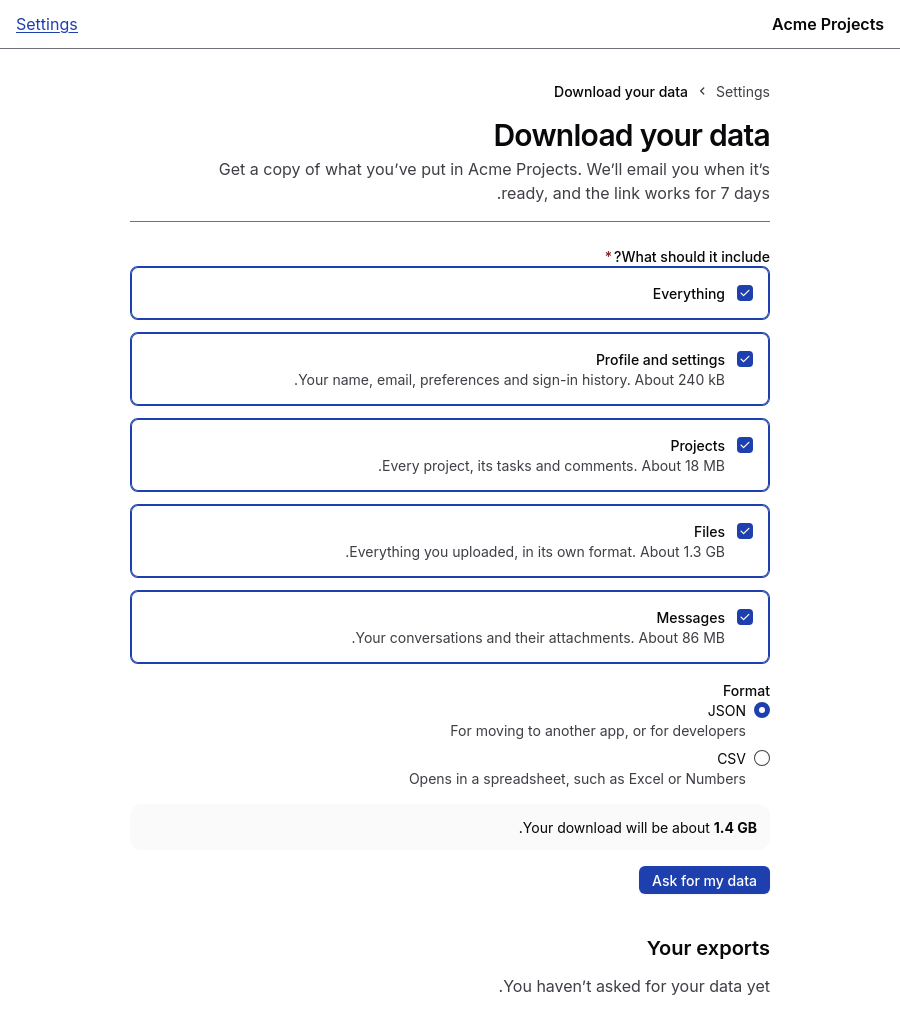 Acme Projects
Settings
Download your data ‹ Settings
Download your data
Get a copy of what you’ve put in Acme Projects. We’ll email you when it’s
.ready, and the link works for 7 days
* ?What should it include
Everything
Profile and settings
.Your name, email, preferences and sign-in history. About 240 kB
Projects
.Every project, its tasks and comments. About 18 MB
Files
.Everything you uploaded, in its own format. About 1.3 GB
Messages
.Your conversations and their attachments. About 86 MB
Format
JSON
For moving to another app, or for developers
CSV
Opens in a spreadsheet, such as Excel or Numbers
.Your download will be about 1.4 GB
Ask for my data
Your exports
.You haven’t asked for your data yet